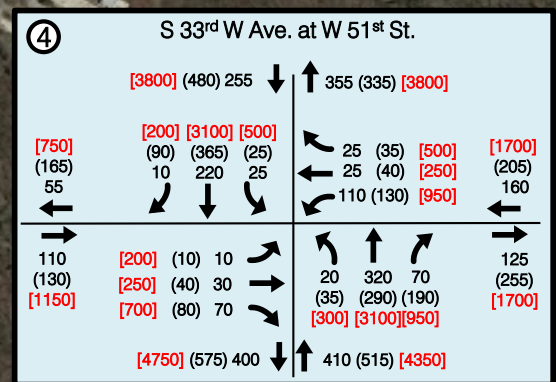 4
S 33rd W Ave. at W 51st St.
[3800] (480) 255
355 (335) [3800]
[200] [3100] [500]
(90) (365) (25)
10 220 25
[750]
(165)
55
25 (35) [500]
25 (40) [250]
110 (130) [950]
[1700]
(205)
160
110
(130)
[1150]
[200] (10) 10
[250] (40) 30
[700] (80) 70
20 320 70
(35) (290) (190)
[300] [3100] [950]
125
(255)
[1700]
[4750] (575) 400
410 (515) [4350]